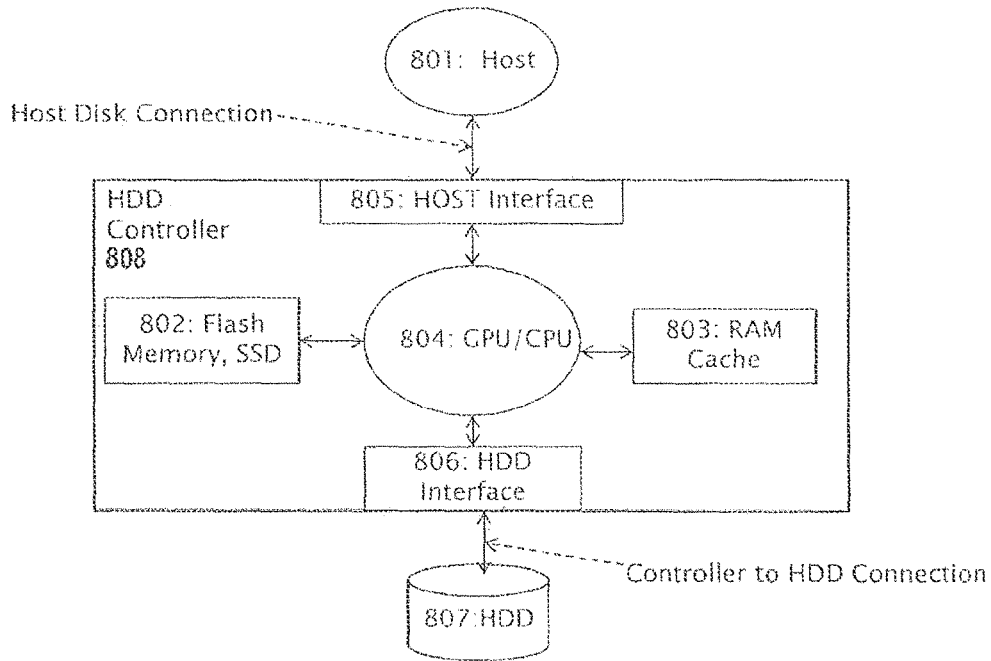 801: Host
Host Disk Connection
805: HOST Interface
HDD
Controller
808
802: Flash
Memory, SSD
804: GPU/CPU
803: RAM
Cache
806: HDD
Interface
Controller to HDD Connection
807:HDD